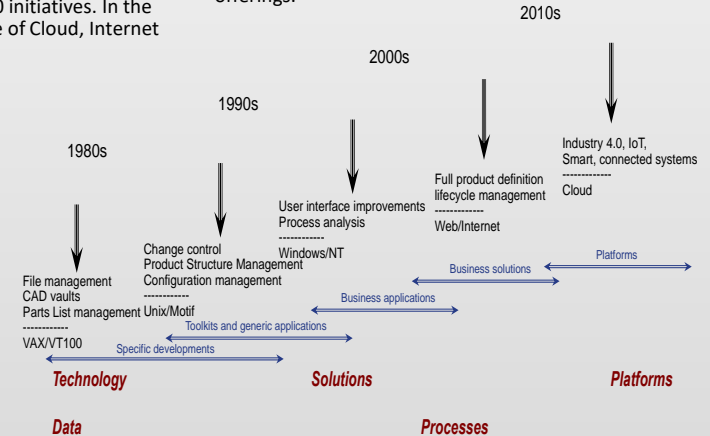 0 initiatives. In the
e of Cloud, Internet
offerings.
2010s
2000s
1990s
1980s
Industry 4.0, IoT,
Smart, connected systems
-------------
Cloud
Full product definition
lifecycle management
-------------
Web/Internet
User interface improvements
Process analysis
------------
Windows/NT
Change control
Product Structure Management
Configuration management
------------
Unix/Motif
File management
CAD vaults
Parts List management
------------
VAX/VT100
Platforms
Business solutions
Business applications
Toolkits and generic applications
Specific developments
Technology
Solutions
Platforms
Data
Processes